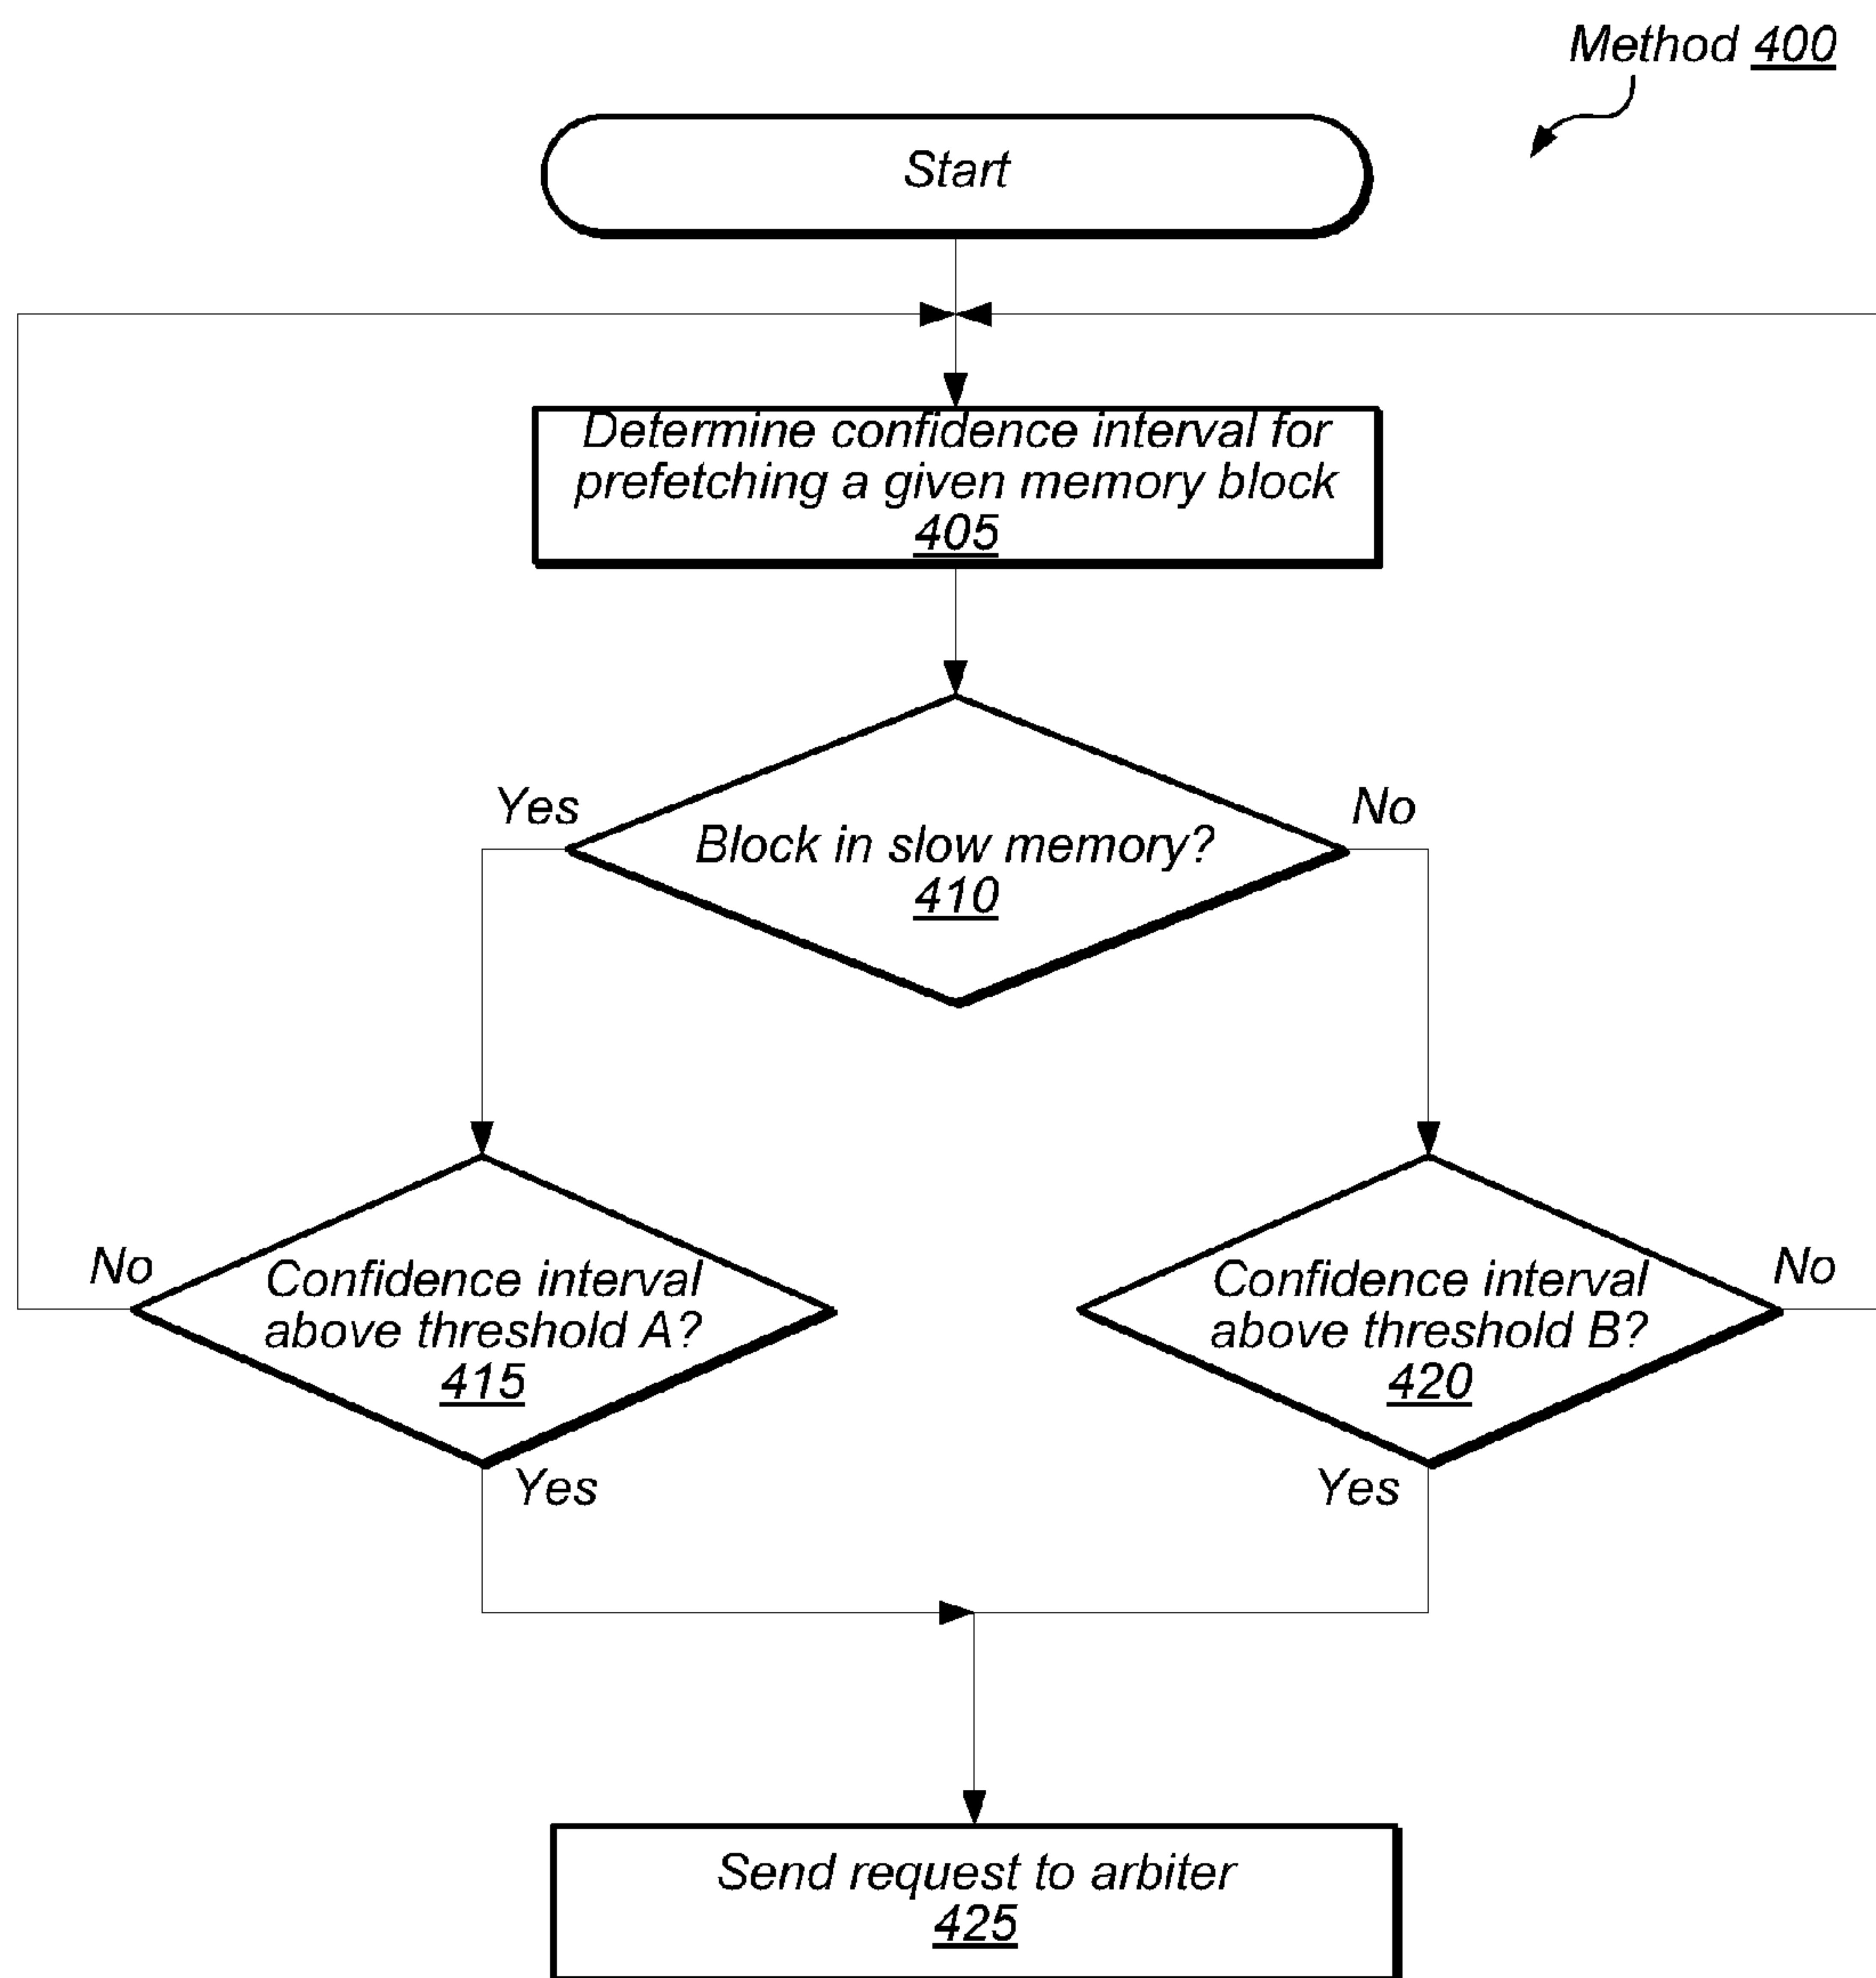 Method 400
Start
Determine confidence interval for
prefetching a given memory block
405
Yes
No
Block in slow memory?
410
No
Confidence interval
above threshold A?
415
Confidence interval
above threshold B?
420
No
Yes
Yes
Send request to arbiter
425